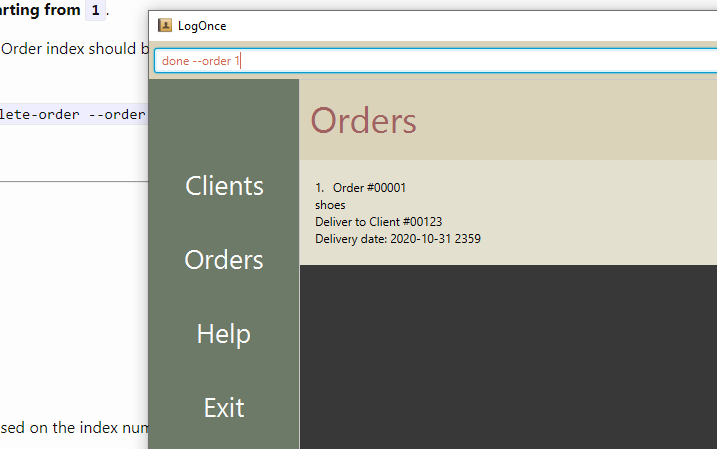 arting from 1.
LogOnce
Order index should b
done --order 1
lete-order --order
Orders
Clients
1. Order #00001
shoes
Deliver to Client #00123
Delivery date: 2020-10-31 2359
Orders
Help
Exit
sed on the index num